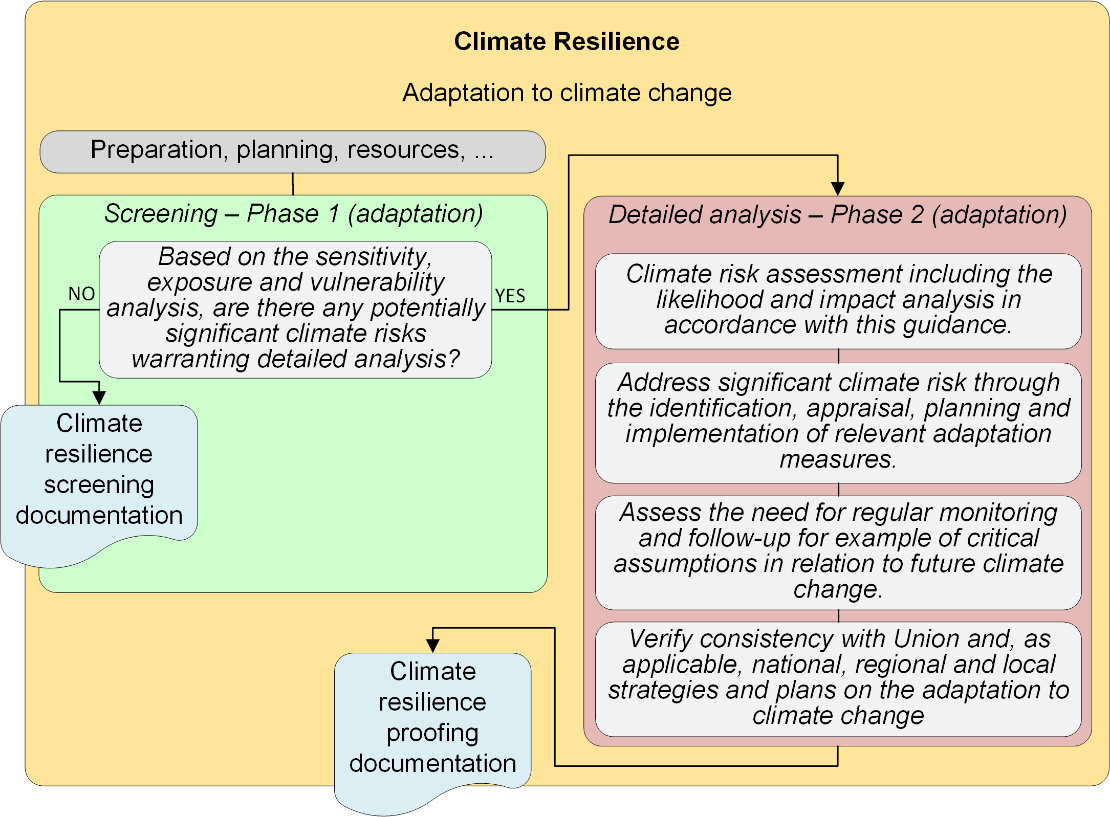 Climate Resilience
Adaptation to climate change
Preparation, planning, resources, ...
Screening – Phase 1 (adaptation)
Based on the sensitivity,
exposure and vulnerability
analysis, are there any potentially
significant climate risks
warranting detailed analysis?
NO
YES
Climate
resilience
screening
documentation
Detailed analysis – Phase 2 (adaptation)
Climate risk assessment including the
likelihood and impact analysis in
accordance with this guidance.
Address significant climate risk through
the identification, appraisal, planning and
implementation of relevant adaptation
measures.
Assess the need for regular monitoring
and follow-up for example of critical
assumptions in relation to future climate
change.
Verify consistency with Union and, as
applicable, national, regional and local
strategies and plans on the adaptation to
climate change
Climate
resilience
proofing
documentation